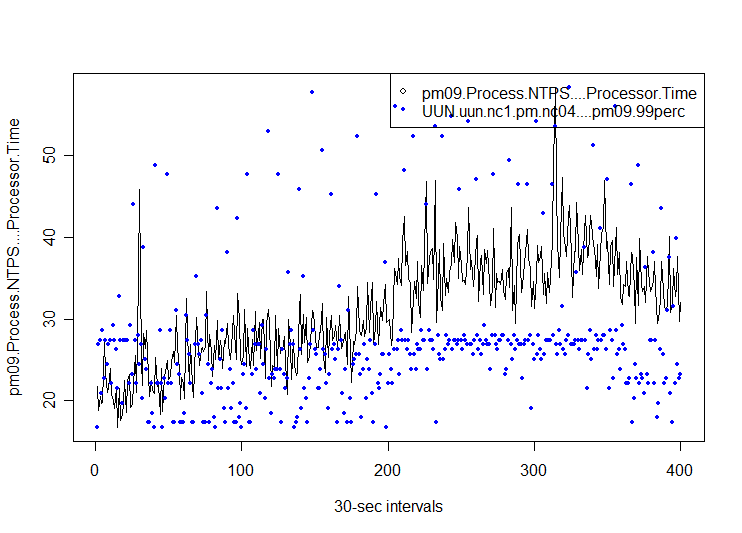 pm09.Process.NTPS....Processor.Time
UUN.uun.nc1.pm.nc04....pm09.99perc
pm09.Process.NTPS....Processor.Time
50
40
30
20
0 100 200 300 400
30-sec intervals